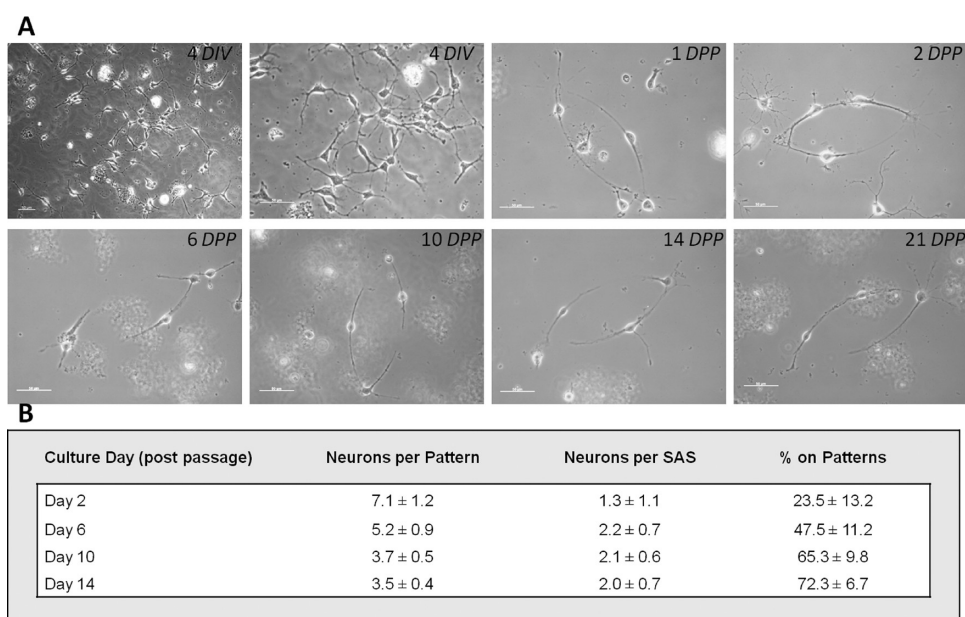 A
4 DIV
4 DIV
1 DPP
2 DPP
6 DPP
10 DPP
14 DPP
21 DPP
B
Culture Day (post passage) Neurons per Pattern Neurons per SAS % on Patterns
Day 2 7.1 ± 1.2 1.3 ± 1.1 23.5 ± 13.2
Day 6 5.2 ± 0.9 2.2 ± 0.7 47.5 ± 11.2
Day 10 3.7 ± 0.5 2.1 ± 0.6 65.3 ± 9.8
Day 14 3.5 ± 0.4 2.0 ± 0.7 72.3 ± 6.7